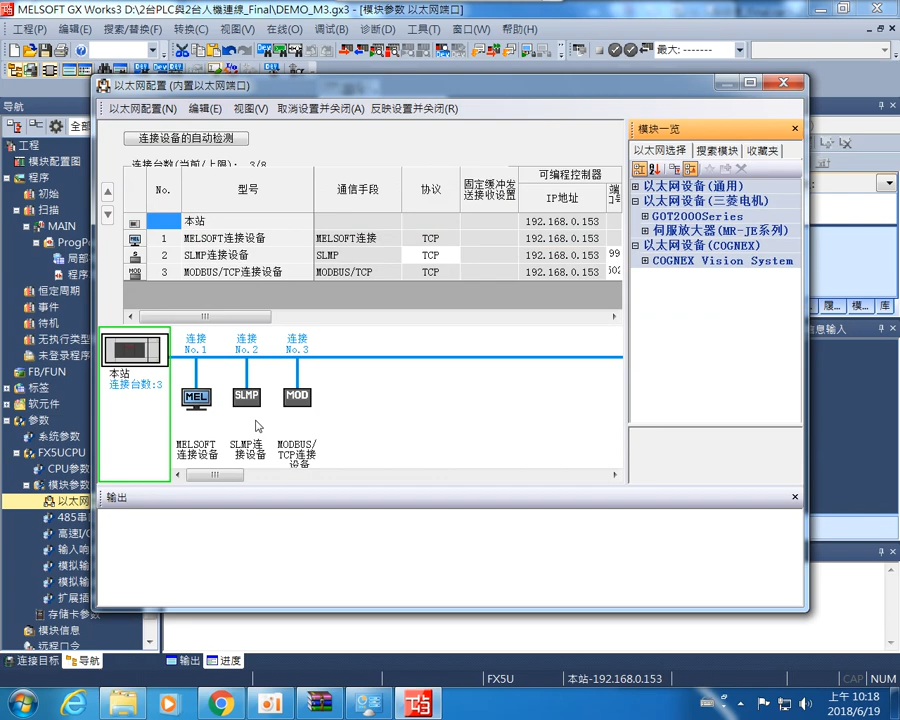 MELSOFT GX Works3 D:\2台PLC與2台人機連線_Final\DEMO_M3.gx3 - [模块参数 以太网端口]
工程(P) 编辑(E) 搜索/替换(F) 转换(C) 视图(V) 在线(O) 调试(B) 诊断(D) 工具(T) 窗口(W) 帮助(H)
最大: -------
导航
全部
工程
模块配置图
程序
初始
扫描
MAIN
ProgP
局部
程序
恒定周期
事件
待机
无执行类型
未登录程序
FB/FUN
标签
软元件
参数
系统参数
FX5UCPU
CPU参数
模块参数
以太网
485串
高速I/O
输入响
模拟输
模拟输
扩展插
存储卡参数
模块信息
远程口令
连接目标 导航
以太网配置 (内置以太网端口)
以太网配置(N) 编辑(E) 视图(V) 取消设置并关闭(A) 反映设置并关闭(R)
连接设备的自动检测
连接台数(当前/上限): 3/8
No. 型号 通信手段 协议 固定缓冲发送接收设置 可编程控制器
IP地址 端口号
本站 192.168.0.153
1 MELSOFT连接设备 MELSOFT连接 TCP 192.168.0.153
2 SLMP连接设备 SLMP TCP 192.168.0.153 99
3 MODBUS/TCP连接设备 MODBUS/TCP TCP 192.168.0.153 502
连接 No.1
连接 No.2
连接 No.3
本站
连接台数:3
MEL
SLMP
MOD
MELSOFT连接设备
SLMP连接设备
MODBUS/TCP连接设备
输出
模块一览
以太网选择 搜索模块 收藏夹
以太网设备(通用)
以太网设备(三菱电机)
GOT2000Series
伺服放大器(MR-JE系列)
以太网设备(COGNEX)
COGNEX Vision System
履... 模... 库
输出 进度
FX5U 本站-192.168.0.153 CAP NUM
上午 10:18
2018/6/19